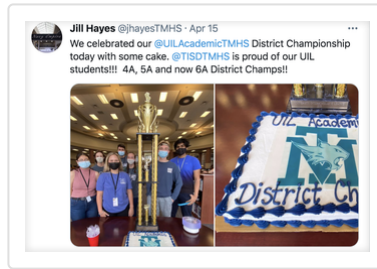 Jill Hayes @jhayesTMHS · Apr 15
We celebrated our @UILAcademicTMHS District Championship
today with some cake. @TISDTMHS is proud of our UIL
students!!! 4A, 5A and now 6A District Champs!!
UIL Academi
District Ch